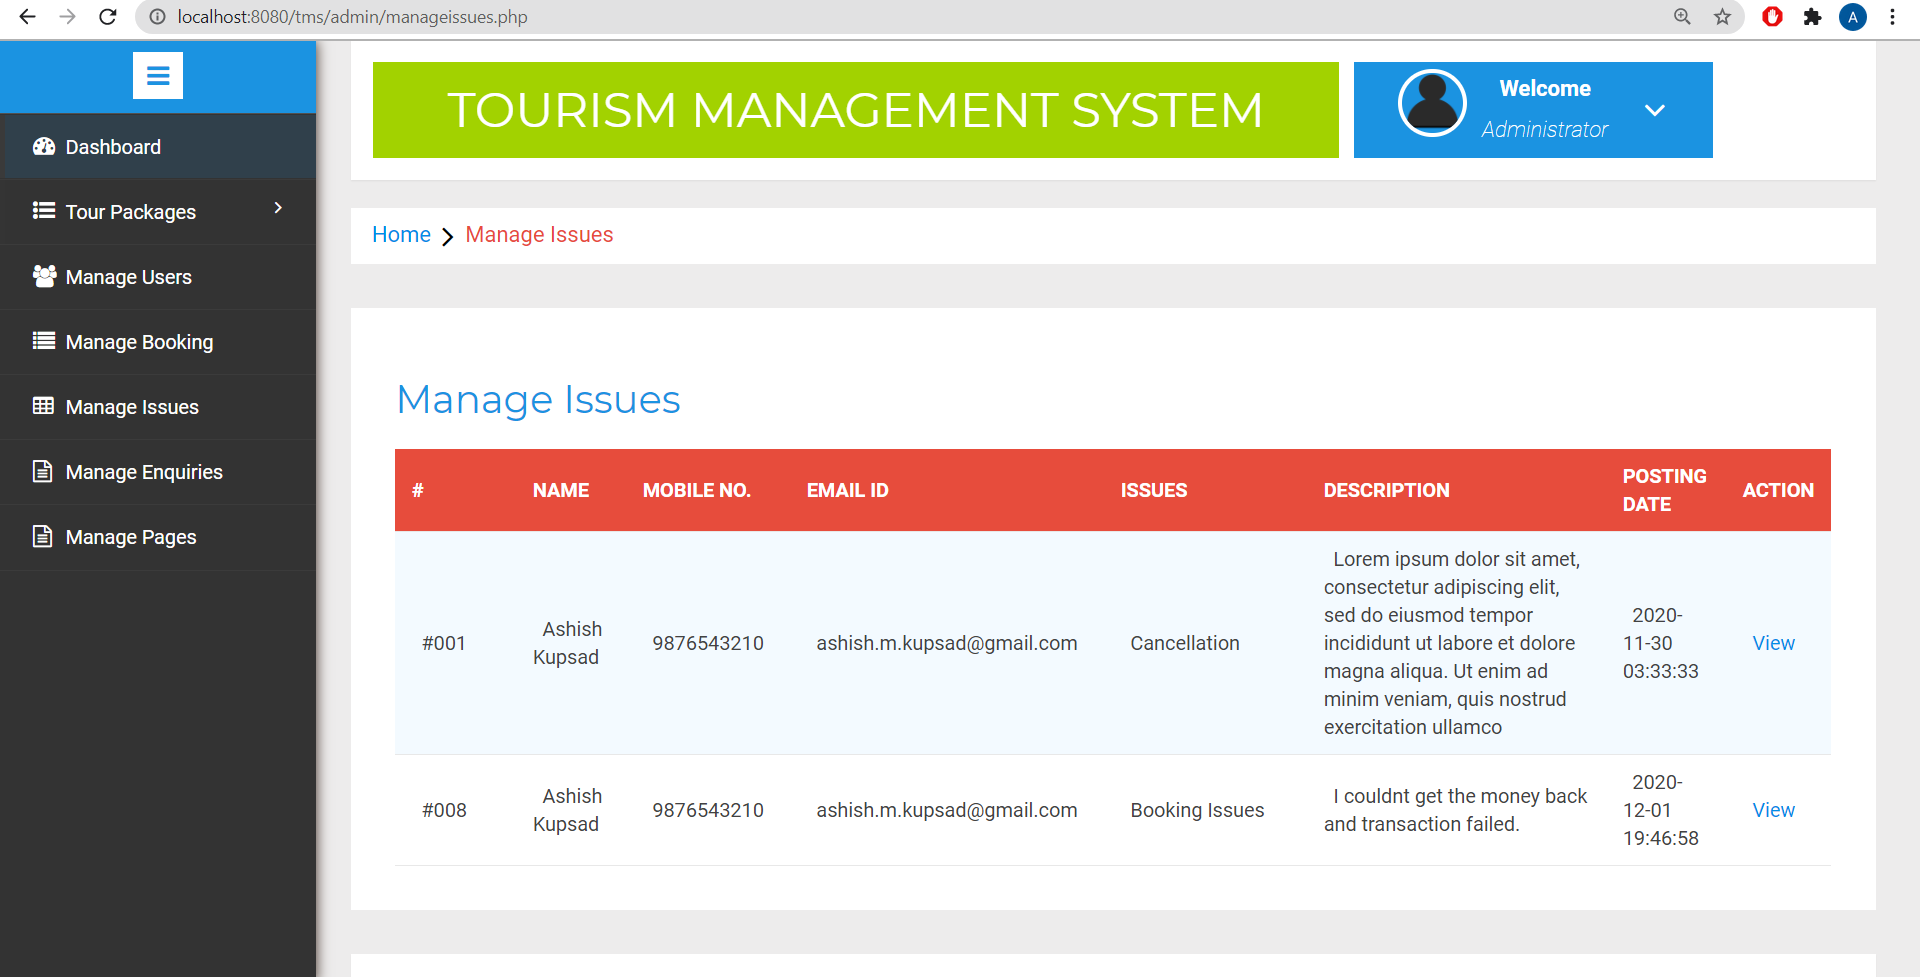 localhost:8080/tms/admin/manageissues.php
A
TOURISM MANAGEMENT SYSTEM
Welcome
Administrator
Dashboard
Tour Packages
Manage Users
Manage Booking
Manage Issues
Manage Enquiries
Manage Pages
Home
Manage Issues
Manage Issues
# NAME MOBILE NO. EMAIL ID ISSUES DESCRIPTION POSTING DATE ACTION
#001
Ashish
Kupsad
9876543210
ashish.m.kupsad@gmail.com
Cancellation
Lorem ipsum dolor sit amet,
consectetur adipiscing elit,
sed do eiusmod tempor
incididunt ut labore et dolore
magna aliqua. Ut enim ad
minim veniam, quis nostrud
exercitation ullamco
2020-
11-30
03:33:33
View
#008
Ashish
Kupsad
9876543210
ashish.m.kupsad@gmail.com
Booking Issues
I couldnt get the money back
and transaction failed.
2020-
12-01
19:46:58
View